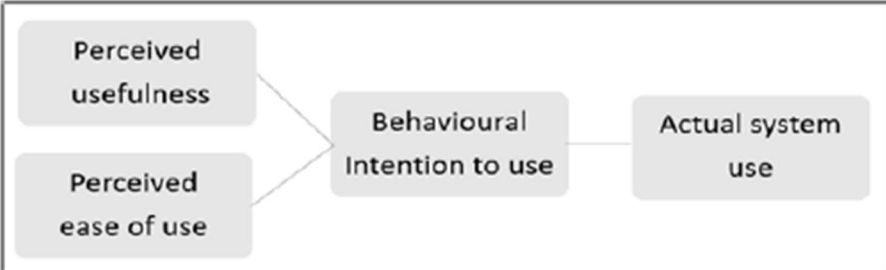 Perceived
usefulness
Perceived
ease of use
Behavioural
Intention to use
Actual system
use